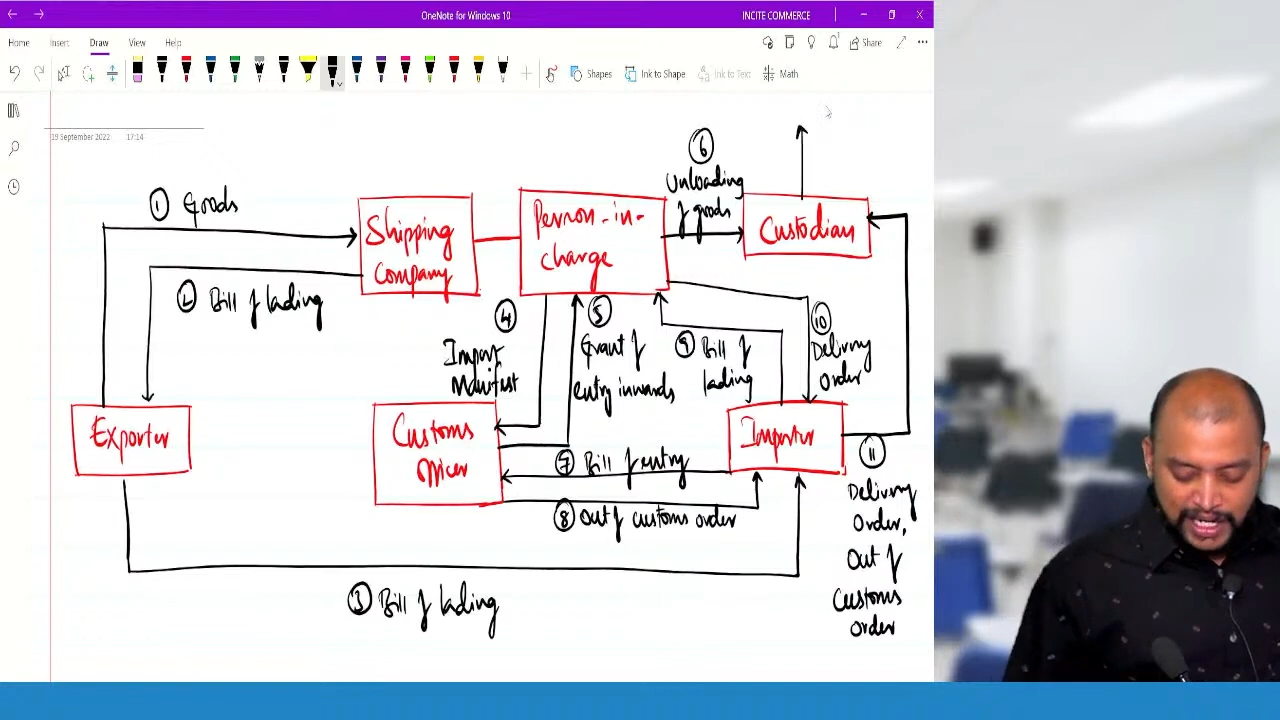 OneNote for Windows 10
INCITE COMMERCE
Home Insert Draw View Help
Share
Shapes Ink to Shape Ink to Text Math
19 September 2022 17:14
① Goods
Shipping
Company
Person-in-
charge
⑥
Unloading
of goods
Custodian
② Bill of lading
④
Import
Manifest
⑤
Grant of
entry inwards
⑨ Bill of
lading
⑩
Delivery
Order
Exporter
Customs
officer
Importer
⑦ Bill of entry
⑧ Out of customs order
⑪
Delivery
Order,
Out of
Customs
Order
③ Bill of lading